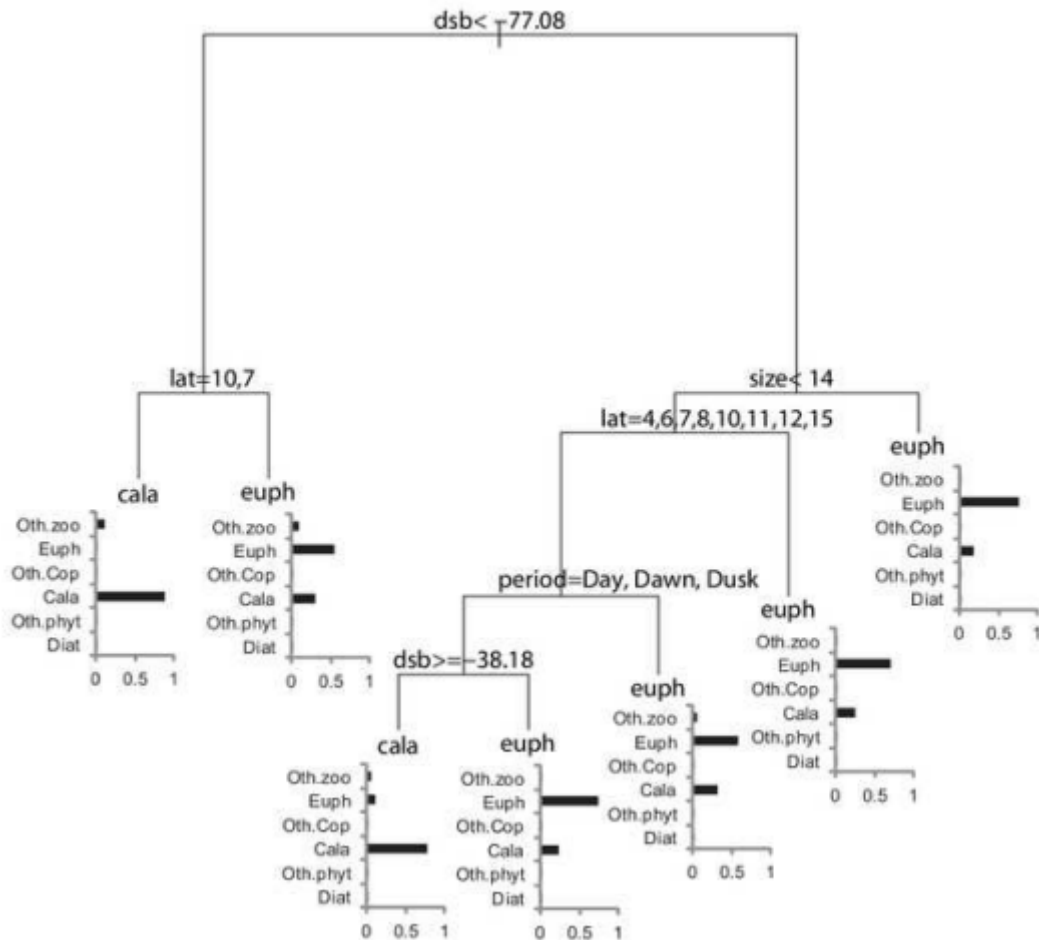 dsb< −77.08
lat=10,7
size< 14
lat=4,6,7,8,10,11,12,15
euph
Oth.zoo
Euph
Oth.Cop
Cala
Oth.phyt
Diat
0 0.5 1
cala
Oth.zoo
Euph
Oth.Cop
Cala
Oth.phyt
Diat
0 0.5 1
euph
Oth.zoo
Euph
Oth.Cop
Cala
Oth.phyt
Diat
0 0.5 1
period=Day, Dawn, Dusk
euph
Oth.zoo
Euph
Oth.Cop
Cala
Oth.phyt
Diat
0 0.5 1
dsb>=−38.18
euph
Oth.zoo
Euph
Oth.Cop
Cala
Oth.phyt
Diat
0 0.5 1
cala
Oth.zoo
Euph
Oth.Cop
Cala
Oth.phyt
Diat
0 0.5 1
euph
Oth.zoo
Euph
Oth.Cop
Cala
Oth.phyt
Diat
0 0.5 1